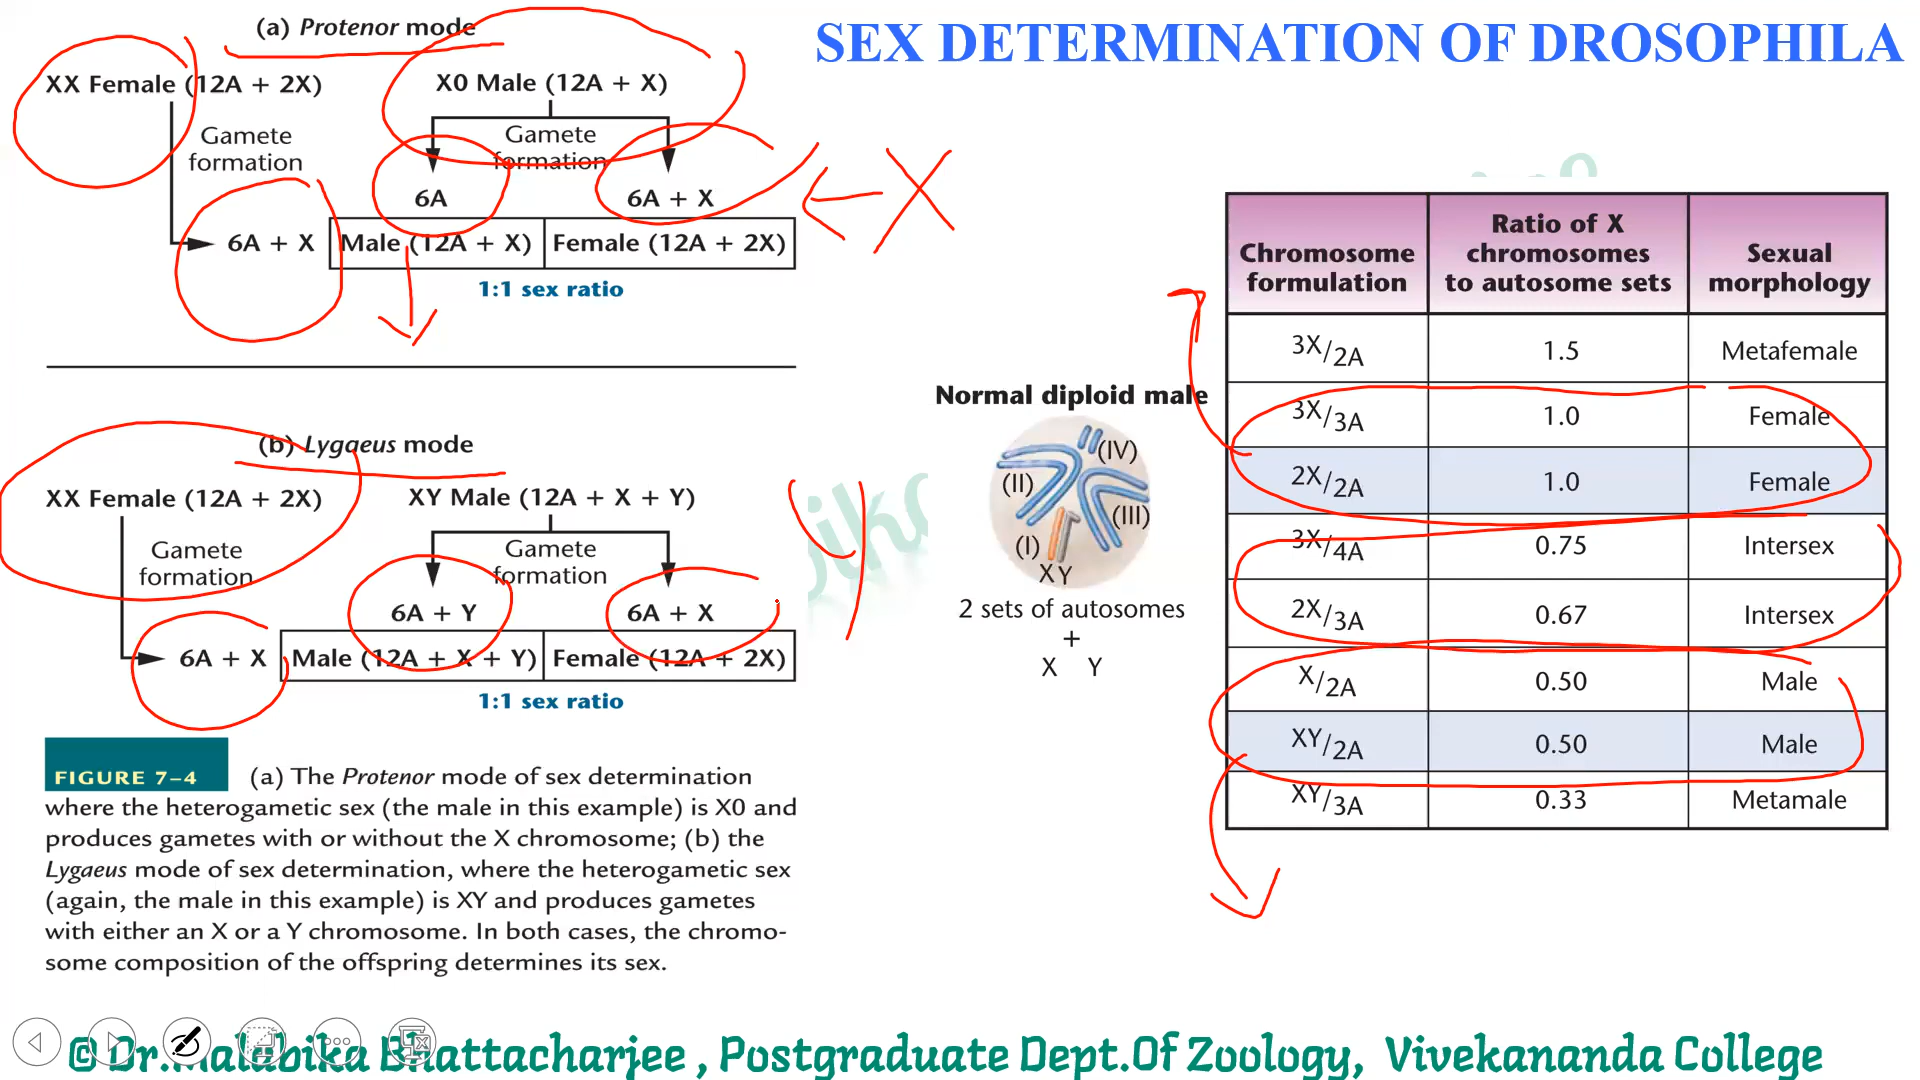 SEX DETERMINATION OF DROSOPHILA
(a) Protenor mode
XX Female (12A + 2X)
X0 Male (12A + X)
Gamete
formation
Gamete
formation
6A
6A + X
X
6A + X
Male (12A + X)
Female (12A + 2X)
1:1 sex ratio
(b) Lygaeus mode
XX Female (12A + 2X)
XY Male (12A + X + Y)
Gamete
formation
Gamete
formation
6A + Y
6A + X
6A + X
Male (12A + X + Y)
Female (12A + 2X)
1:1 sex ratio
FIGURE 7–4 (a) The Protenor mode of sex determination
where the heterogametic sex (the male in this example) is X0 and
produces gametes with or without the X chromosome; (b) the
Lygaeus mode of sex determination, where the heterogametic sex
(again, the male in this example) is XY and produces gametes
with either an X or a Y chromosome. In both cases, the chromo-
some composition of the offspring determines its sex.
Normal diploid male
(IV)
(II)
(III)
(I)
X Y
2 sets of autosomes
+
X Y
Chromosome formulation | Ratio of X chromosomes to autosome sets | Sexual morphology
3X/2A 1.5 Metafemale
3X/3A 1.0 Female
2X/2A 1.0 Female
3X/4A 0.75 Intersex
2X/3A 0.67 Intersex
X/2A 0.50 Male
XY/2A 0.50 Male
XY/3A 0.33 Metamale
© Dr.Malabika Bhattacharjee , Postgraduate Dept.Of Zoology, Vivekananda College